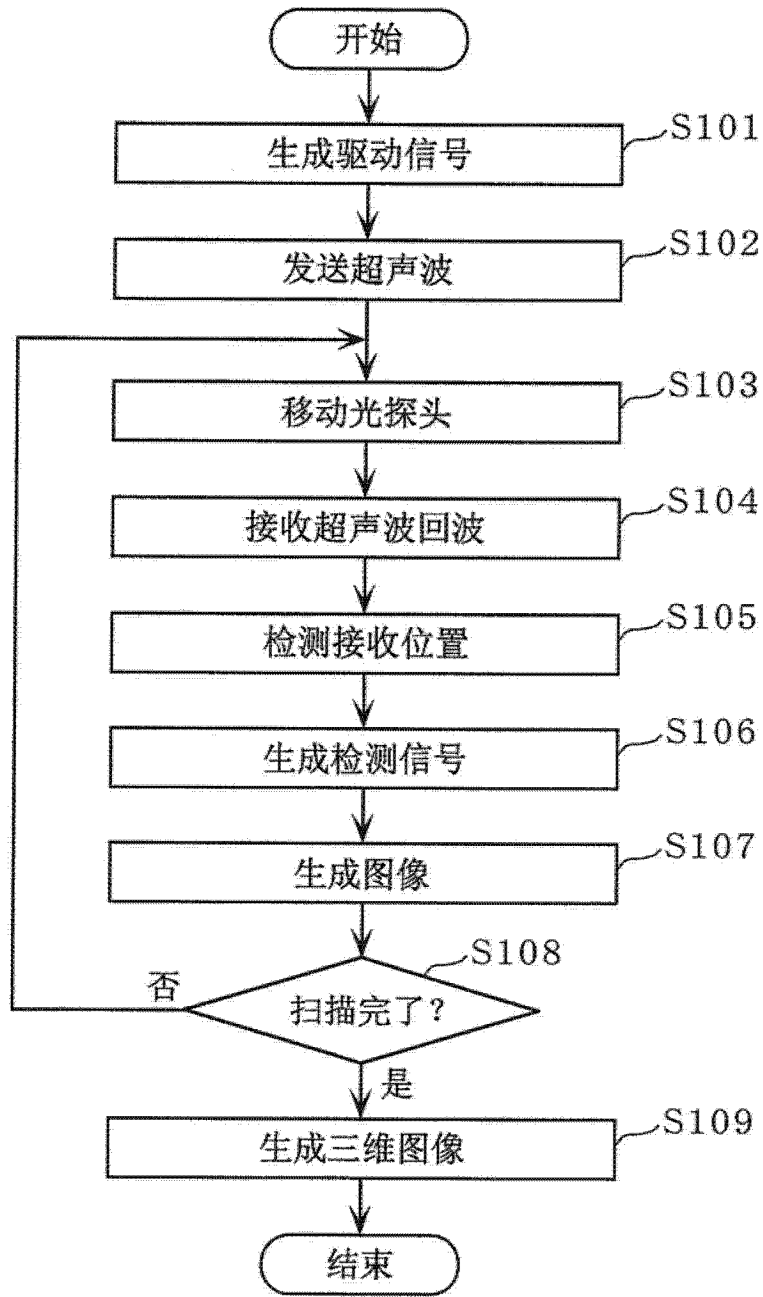 开始
生成驱动信号
S101
发送超声波
S102
移动光探头
S103
接收超声波回波
S104
检测接收位置
S105
生成检测信号
S106
生成图像
S107
扫描完了?
S108
否
是
生成三维图像
S109
结束